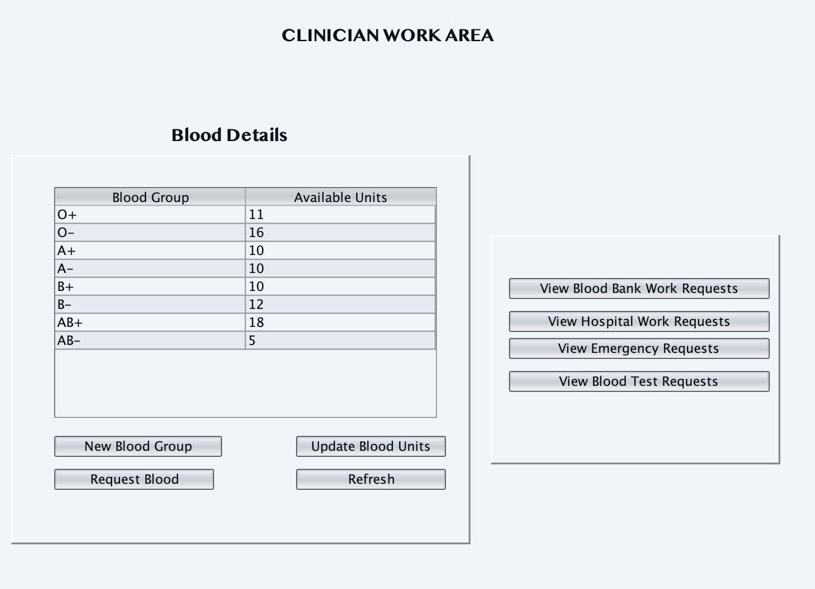 CLINICIAN WORK AREA
Blood Details
Blood Group Available Units
O+ 11
O- 16
A+ 10
A- 10
B+ 10
B- 12
AB+ 18
AB- 5
New Blood Group Update Blood Units
Request Blood Refresh
View Blood Bank Work Requests
View Hospital Work Requests
View Emergency Requests
View Blood Test Requests